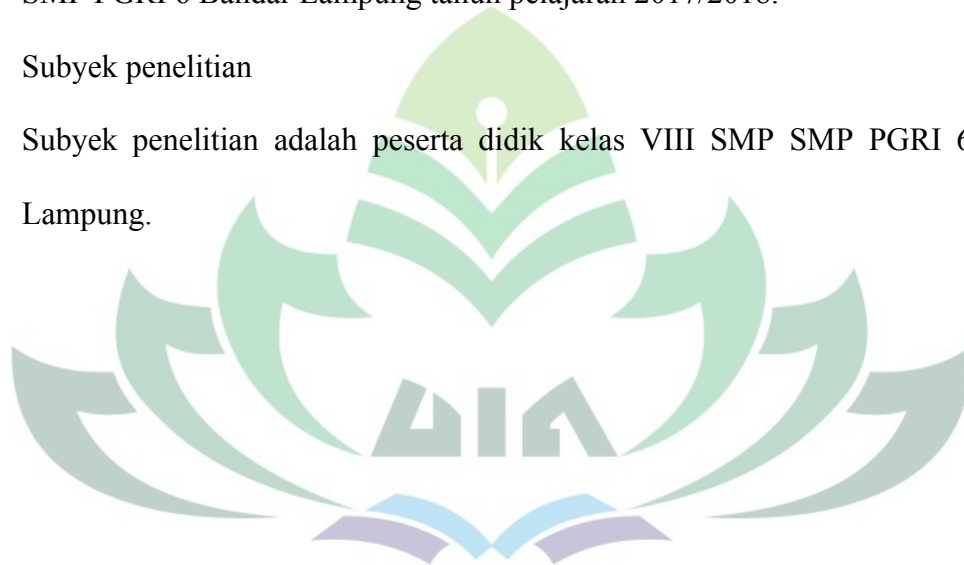 SMP PGRI 6 Bandar Lampung tahun pelajaran 2017/2018.
Subyek penelitian
Subyek penelitian adalah peserta didik kelas VIII SMP SMP PGRI 6
Lampung.
UIN